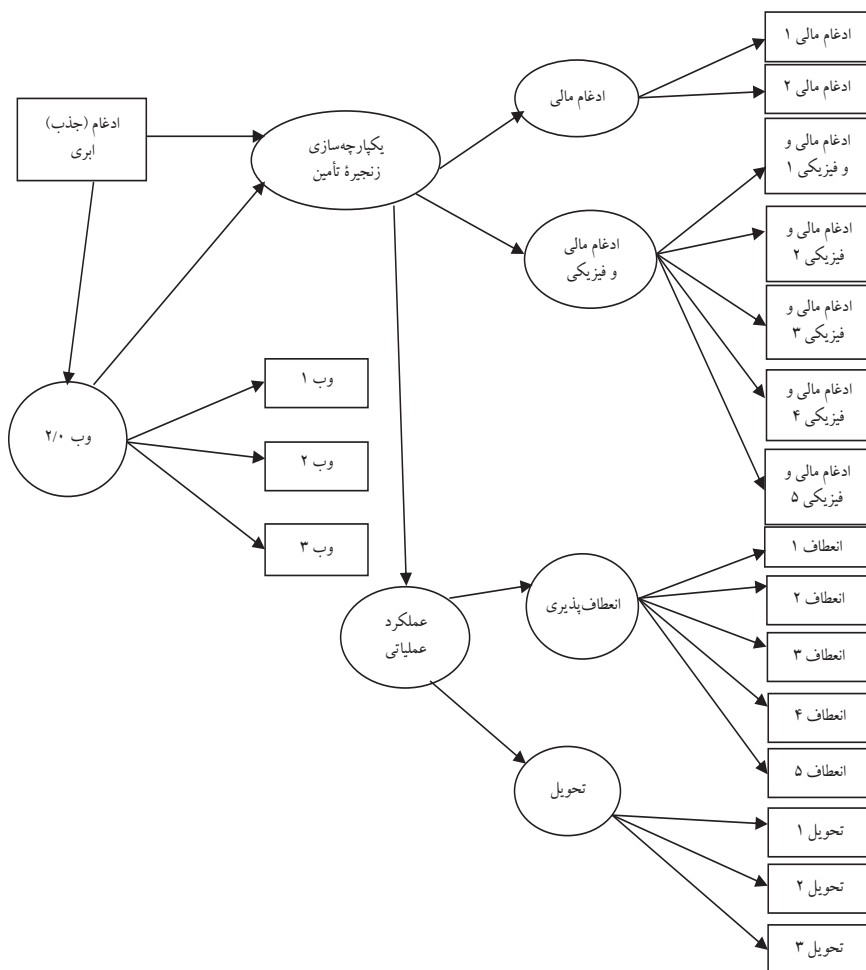 ادغام مالی ۱
ادغام مالی ۲
ادغام مالی
ادغام (جذب)
ابری
یکپارچه‌سازی
زنجیرهٔ تأمین
ادغام مالی و
و فیزیکی ۱
ادغام مالی و
فیزیکی ۲
ادغام مالی
و فیزیکی
ادغام مالی و
فیزیکی ۳
ادغام مالی و
فیزیکی ۴
ادغام مالی و
فیزیکی ۵
وب ۲/۰
وب ۱
وب ۲
وب ۳
عملکرد
عملیاتی
انعطاف‌پذیری
انعطاف ۱
انعطاف ۲
انعطاف ۳
انعطاف ۴
انعطاف ۵
تحویل
تحویل ۱
تحویل ۲
تحویل ۳